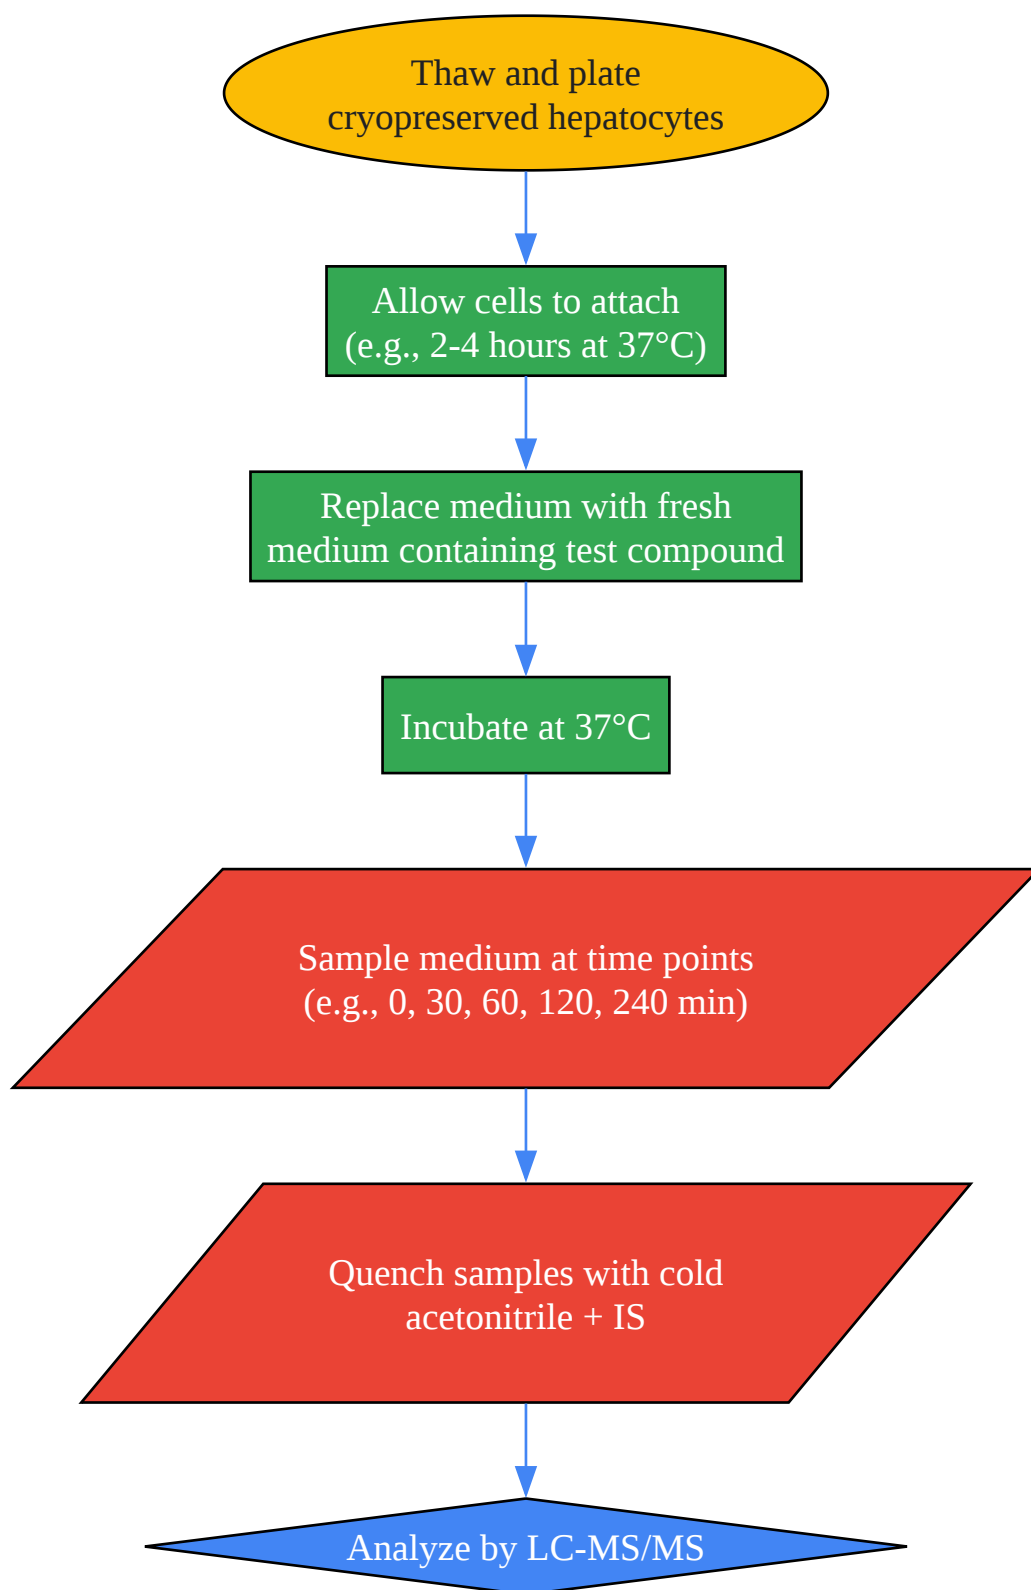 Thaw and plate
cryopreserved hepatocytes
Allow cells to attach
(e.g., 2-4 hours at 37°C)
Replace medium with fresh
medium containing test compound
Incubate at 37°C
Sample medium at time points
(e.g., 0, 30, 60, 120, 240 min)
Quench samples with cold
acetonitrile + IS
Analyze by LC-MS/MS